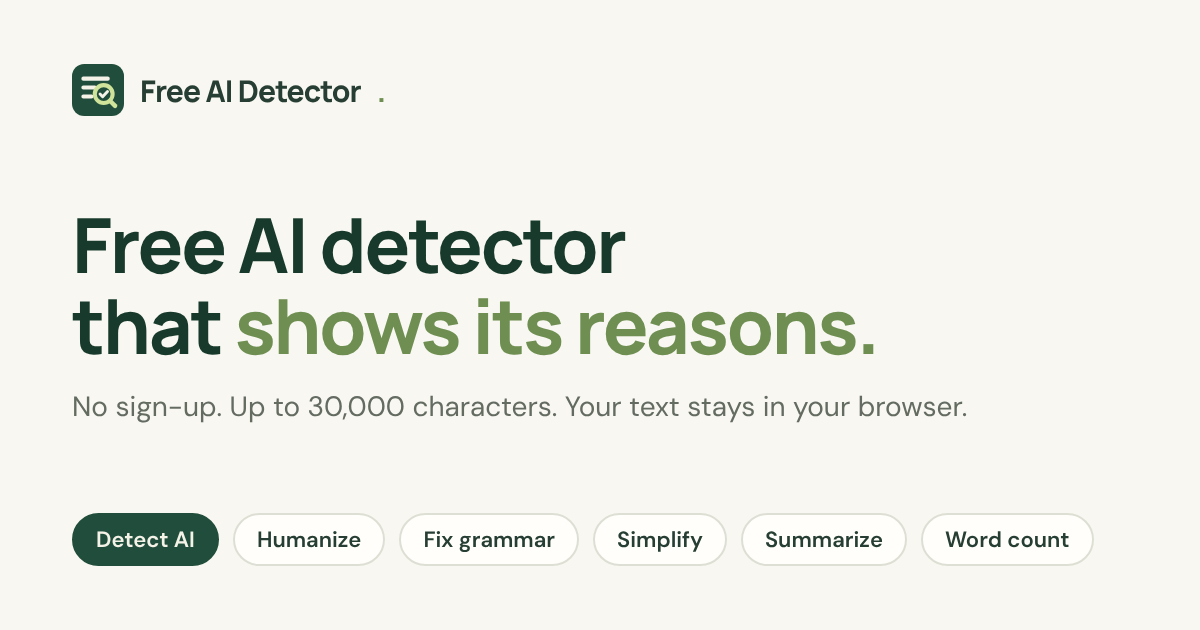 Free AI Detector .
Free AI detector
that shows its reasons.
No sign-up. Up to 30,000 characters. Your text stays in your browser.
Detect AI Humanize Fix grammar Simplify Summarize Word count